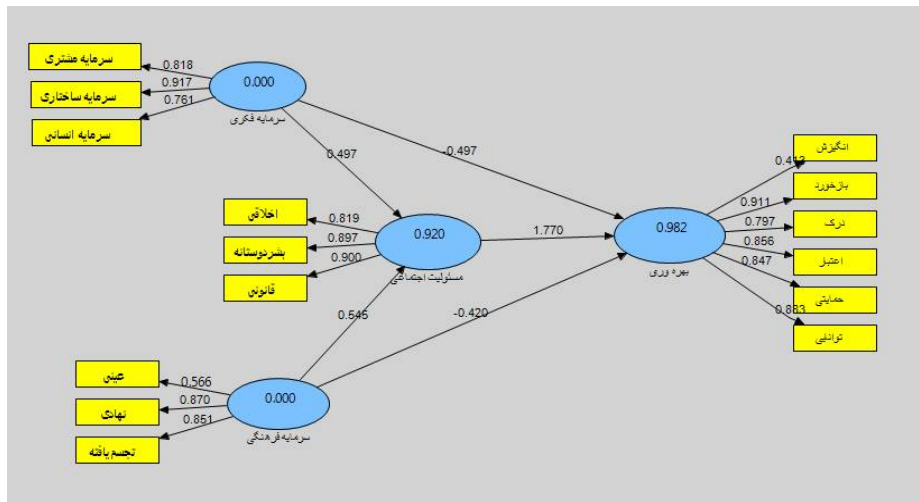 سرمایه مشتری
0.818
سرمایه ساختاری
0.917
سرمایه انسانی
0.761
0.000
سرمایه فکری
0.497
-0.497
اخلاقی
0.819
بشردوستانه
0.897
قانونی
0.900
0.920
مسئولیت اجتماعی
1.770
0.545
-0.420
عینی
0.566
نهادی
0.870
تجسم یافته
0.851
0.000
سرمایه فرهنگی
0.982
بهره وری
انگیزش
بازخورد
0.911
درک
0.797
اعتبار
0.856
حمایتی
0.847
توانایی